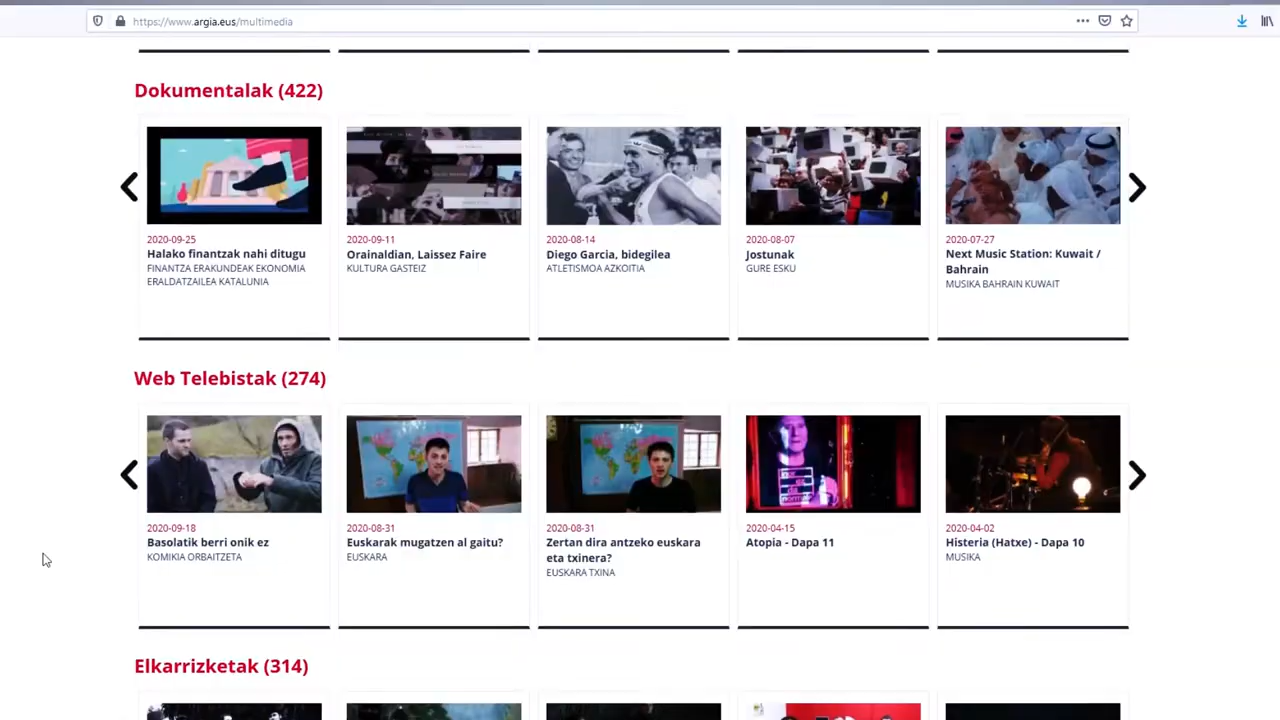 https://www.argia.eus/multimedia
Dokumentalak (422)
2020-09-25
Halako finantzak nahi ditugu
FINANTZA ERAKUNDEAK EKONOMIA
ERALDATZAILEA KATALUNIA
2020-09-11
Orainaldian, Laissez Faire
KULTURA GASTEIZ
2020-08-14
Diego Garcia, bidegilea
ATLETISMOA AZKOITIA
2020-08-07
Jostunak
GURE ESKU
2020-07-27
Next Music Station: Kuwait /
Bahrain
MUSIKA BAHRAIN KUWAIT
Web Telebistak (274)
2020-09-18
Basolatik berri onik ez
KOMIKIA ORBAITZETA
2020-08-31
Euskarak mugatzen al gaitu?
EUSKARA
2020-08-31
Zertan dira antzeko euskara
eta txinera?
EUSKARA TXINA
2020-04-15
Atopia - Dapa 11
2020-04-02
Histeria (Hatxe) - Dapa 10
MUSIKA
Elkarrizketak (314)